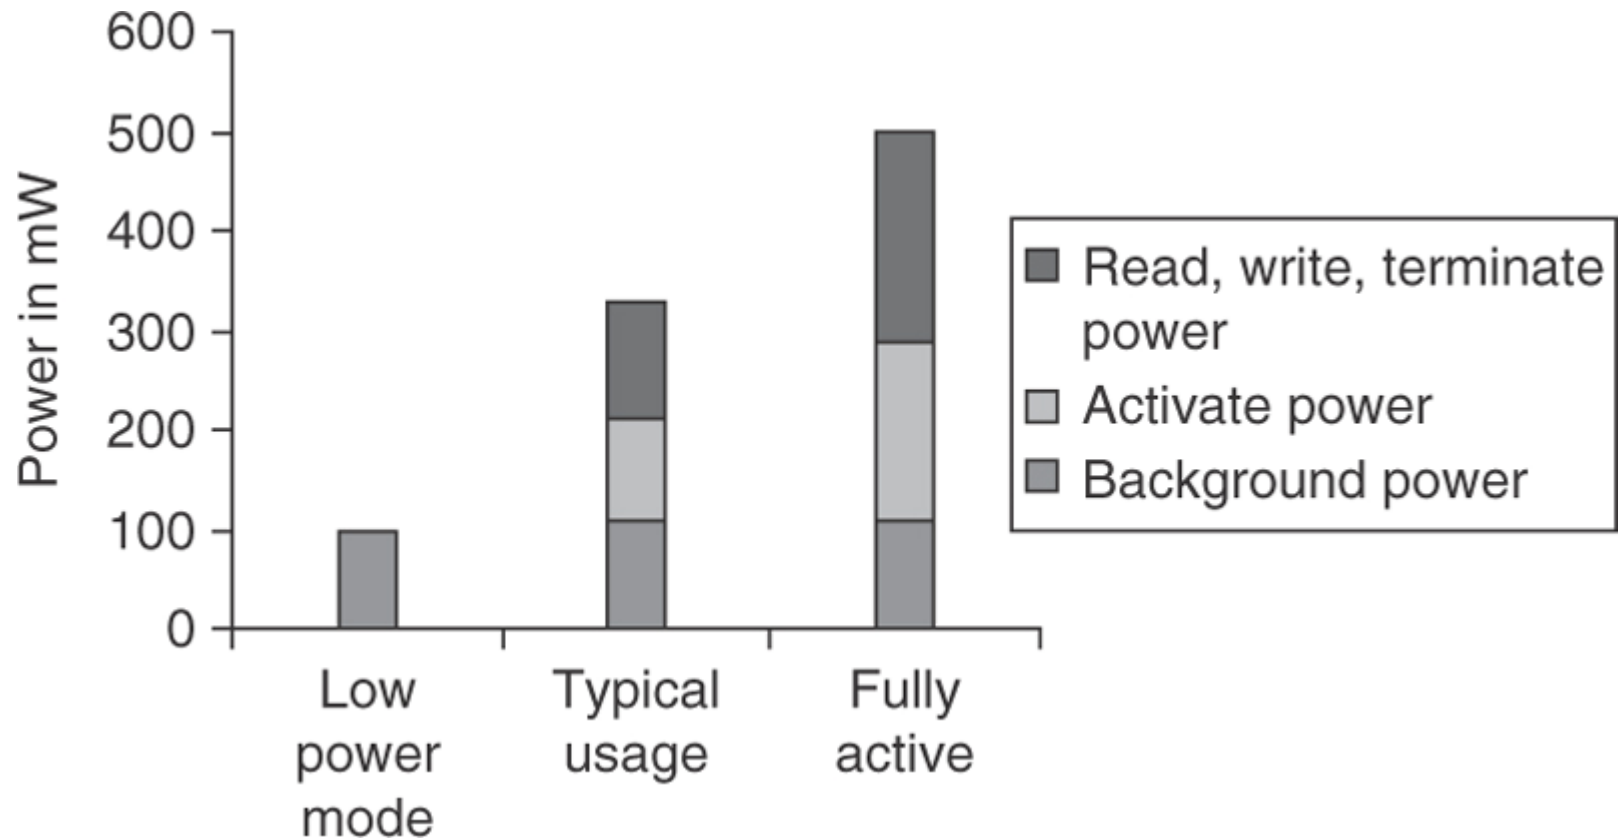 600
500
400
300
200
100
0
Power in mW
Low
power
mode
Typical
usage
Fully
active
Read, write, terminate
power
Activate power
Background power